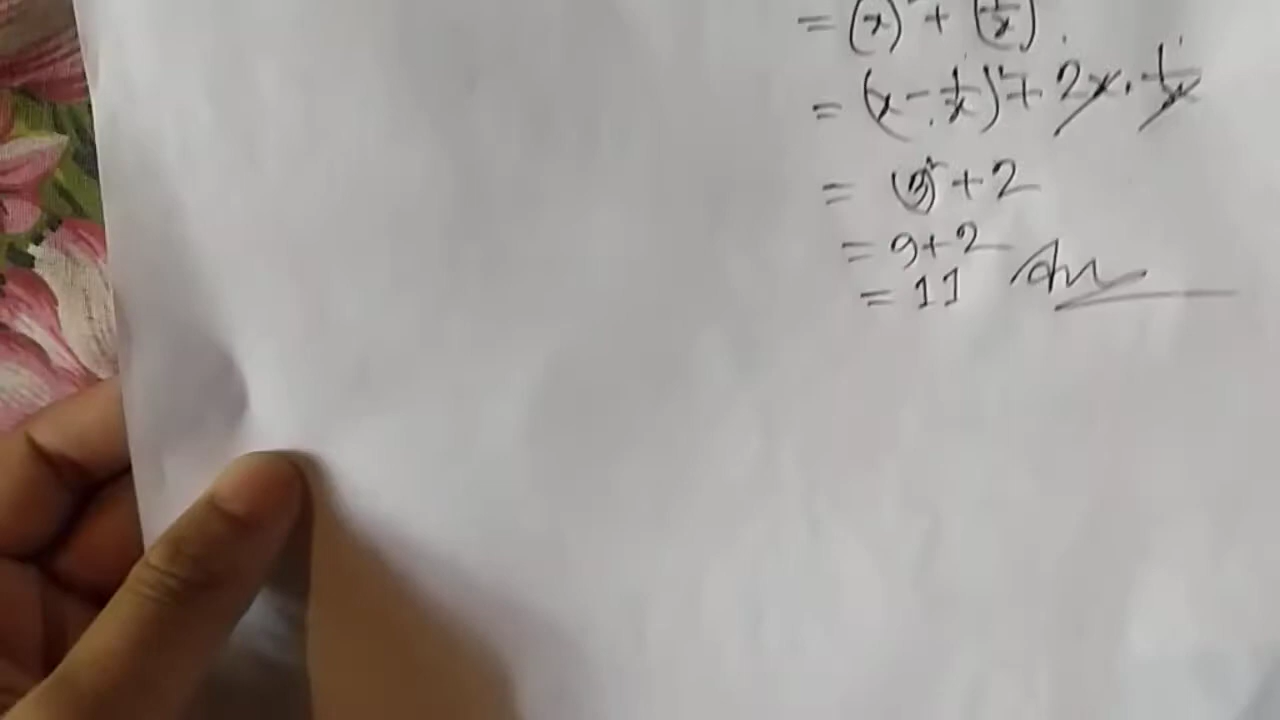 = (x)² + (1/x)²
= (x - 1/x)² + 2x · 1/x
= (3)² + 2
= 9 + 2
= 11 Ans